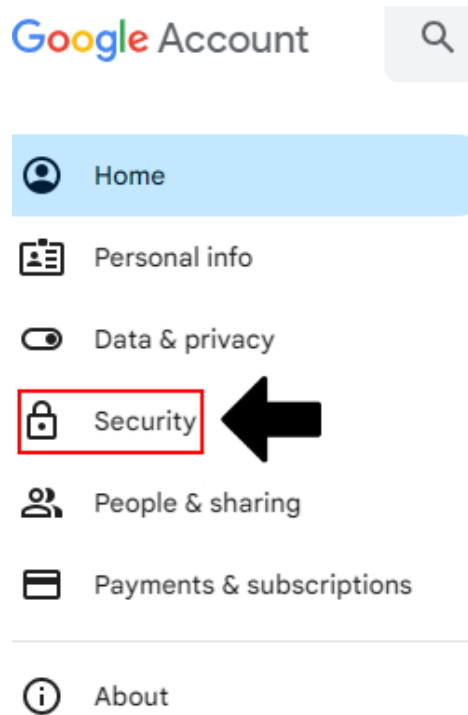 Google Account
Home
Personal info
Data & privacy
Security
People & sharing
Payments & subscriptions
About